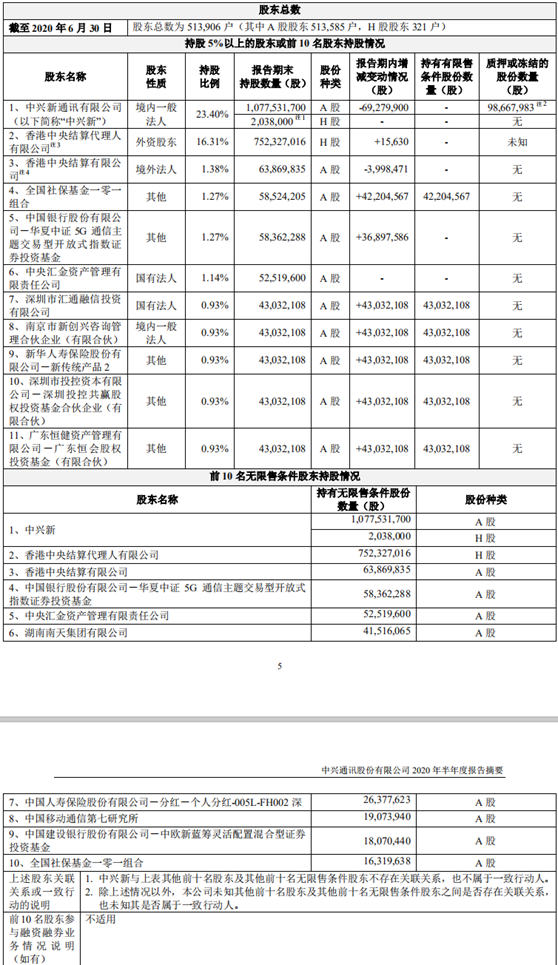 股东总数
截至 2020 年 6 月 30 日 股东总数为 513,906 户（其中 A 股股东 513,585 户，H 股股东 321 户）
持股 5%以上的股东或前 10 名股东持股情况
股东名称 股东性质 持股比例 报告期末持股数量（股） 股份种类 报告期内增减变动情况（股） 持有有限售条件股份数量（股） 质押或冻结的股份数量（股）
1、中兴新通讯有限公司（以下简称“中兴新”） 境内一般法人 23.40% 1,077,531,700 A 股 -69,279,900 - 98,667,983 注 2
2,038,000 注 1 H 股 - - 无
2、香港中央结算代理人有限公司注 3 外资股东 16.31% 752,327,016 H 股 +15,630 - 未知
3、香港中央结算有限公司注 4 境外法人 1.38% 63,869,835 A 股 -3,998,471 - 无
4、全国社保基金一零一组合 其他 1.27% 58,524,205 A 股 +42,204,567 42,204,567 无
5、中国银行股份有限公司－华夏中证 5G 通信主题交易型开放式指数证券投资基金 其他 1.27% 58,362,288 A 股 +36,897,586 - 无
6、中央汇金资产管理有限责任公司 国有法人 1.14% 52,519,600 A 股 - - 无
7、深圳市汇通融信投资有限公司 国有法人 0.93% 43,032,108 A 股 +43,032,108 43,032,108 无
8、南京市新创兴咨询管理合伙企业（有限合伙） 境内一般法人 0.93% 43,032,108 A 股 +43,032,108 43,032,108 无
9、新华人寿保险股份有限公司－新传统产品 2 其他 0.93% 43,032,108 A 股 +43,032,108 43,032,108 无
10、深圳市投控资本有限公司－深圳投控共赢股权投资基金合伙企业（有限合伙） 其他 0.93% 43,032,108 A 股 +43,032,108 43,032,108 无
11、广东恒健资产管理有限公司－广东恒会股权投资基金（有限合伙） 其他 0.93% 43,032,108 A 股 +43,032,108 43,032,108 无
前 10 名无限售条件股东持股情况
股东名称 持有无限售条件股份数量（股） 股份种类
1、中兴新 1,077,531,700 A 股
2,038,000 H 股
2、香港中央结算代理人有限公司 752,327,016 H 股
3、香港中央结算有限公司 63,869,835 A 股
4、中国银行股份有限公司－华夏中证 5G 通信主题交易型开放式指数证券投资基金 58,362,288 A 股
5、中央汇金资产管理有限责任公司 52,519,600 A 股
6、湖南南天集团有限公司 41,516,065 A 股
5
中兴通讯股份有限公司 2020 年半年度报告摘要
7、中国人寿保险股份有限公司－分红－个人分红-005L-FH002 深 26,377,623 A 股
8、中国移动通信第七研究所 19,073,940 A 股
9、中国建设银行股份有限公司－中欧新蓝筹灵活配置混合型证券投资基金 18,070,440 A 股
10、全国社保基金一零一组合 16,319,638 A 股
上述股东关联关系或一致行动的说明 1. 中兴新与上表其他前十名股东及其他前十名无限售条件股东不存在关联关系，也不属于一致行动人。
2. 除上述情况以外，本公司未知其他前十名股东及其他前十名无限售条件股东之间是否存在关联关系，也未知其是否属于一致行动人。
前 10 名股东参与融资融券业务情况说明（如有） 不适用